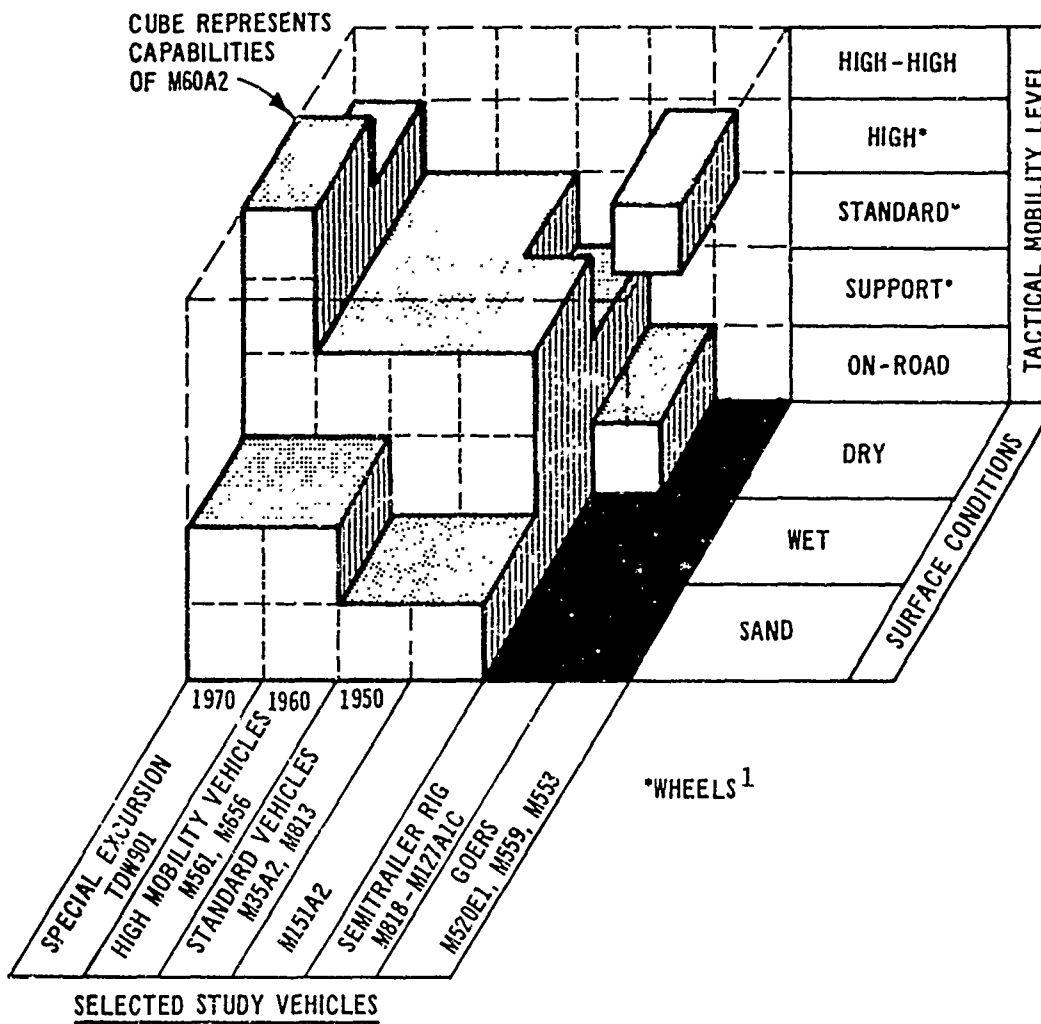 CUBE REPRESENTS
CAPABILITIES
OF M60A2
HIGH-HIGH
HIGH*
STANDARD*
SUPPORT*
ON-ROAD
TACTICAL MOBILITY LEVEL
DRY
WET
SAND
SURFACE CONDITIONS
1970
1960
1950
SPECIAL EXCURSION
TDW901
HIGH MOBILITY VEHICLES
M561, M656
STANDARD VEHICLES
M35A2, M813
M151A2
SEMITRAILER RIG
M818-M127A1C
GOERS
M520E1, M559, M553
*WHEELS1
SELECTED STUDY VEHICLES